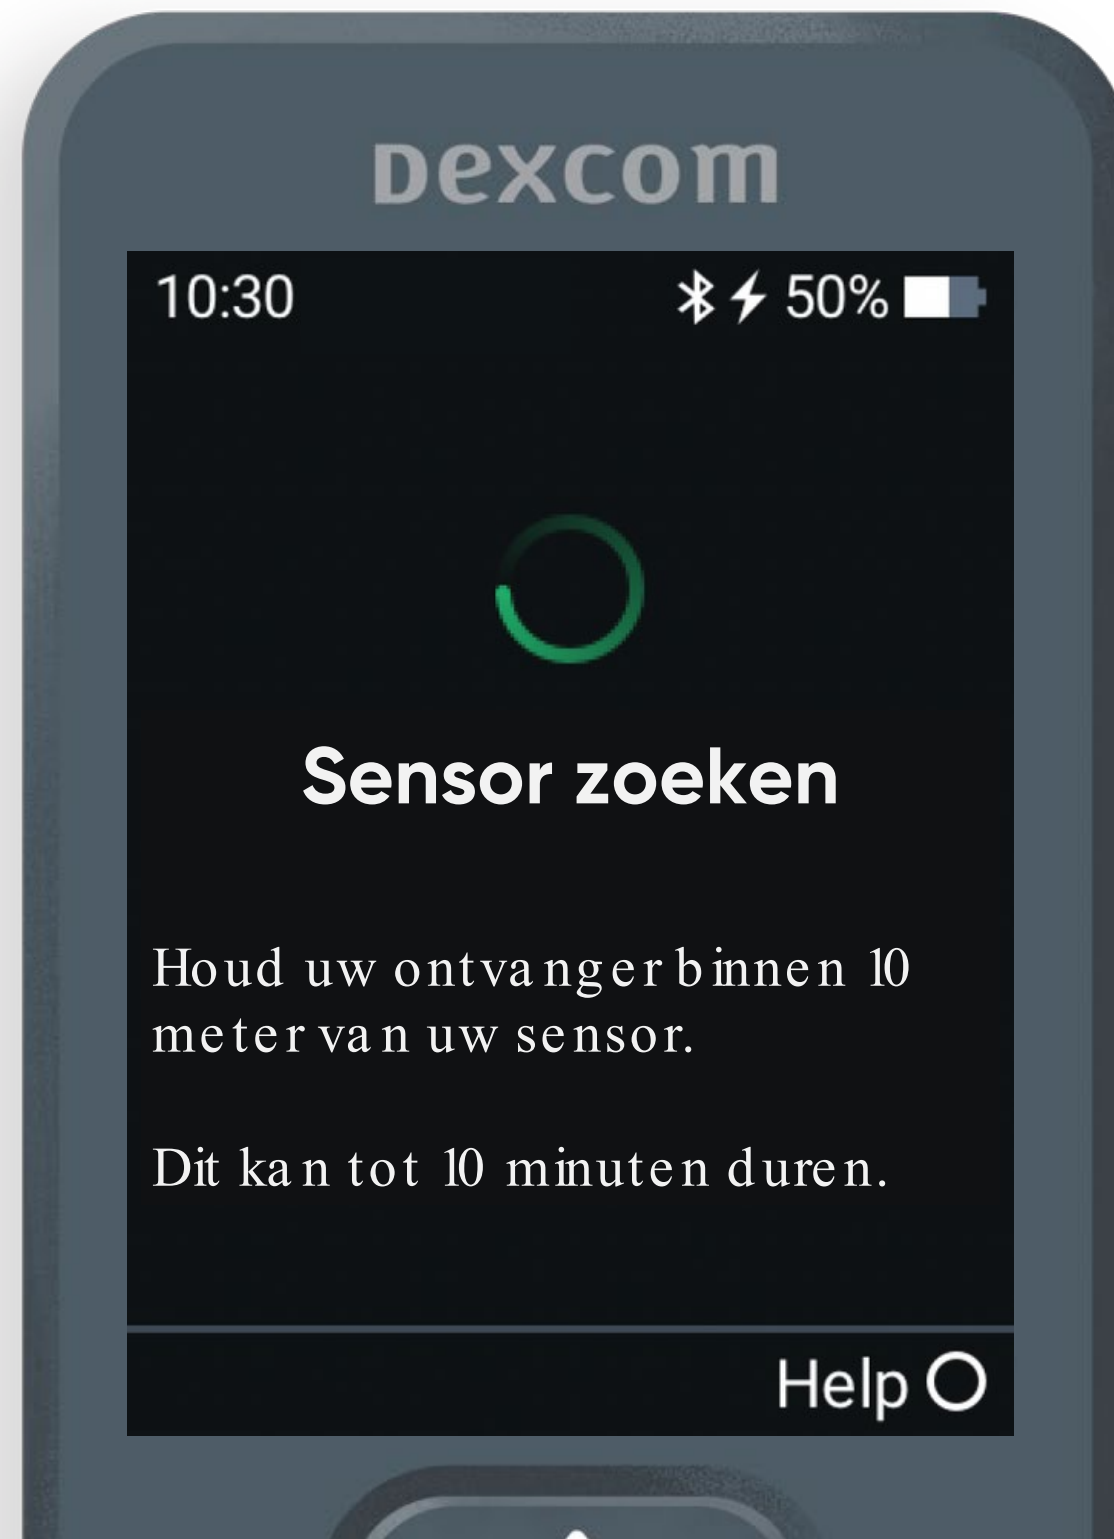 Dexcom
10:30 50%
Sensor zoeken
Houd uw ontvanger binnen 10
meter van uw sensor.
Dit kan tot 10 minuten duren.
Help